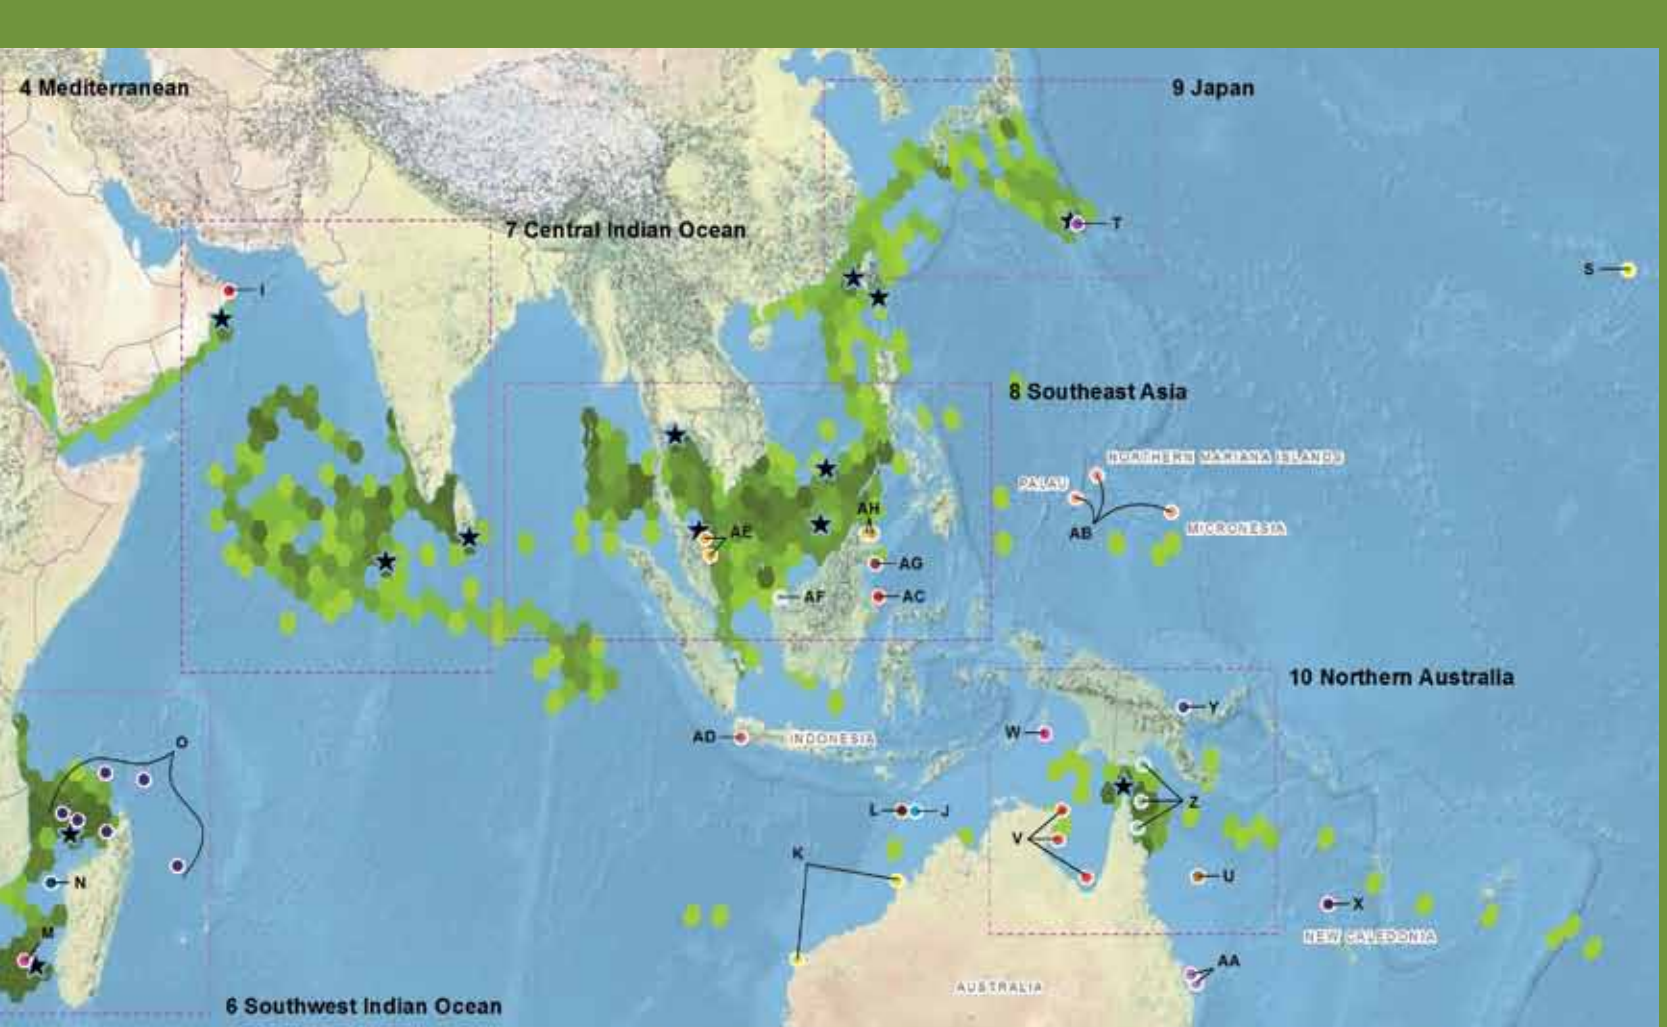 4 Mediterranean
9 Japan
T
7 Central Indian Ocean
S
I
8 Southeast Asia
NORTHERN MARIANA ISLANDS
PALAU
AH
AE
AB
MICRONESIA
AG
AF
AC
10 Northern Australia
Y
W
AD
INDONESIA
O
Z
L
J
V
K
U
N
X
M
NEW CALEDONIA
AA
AUSTRALIA
6 Southwest Indian Ocean